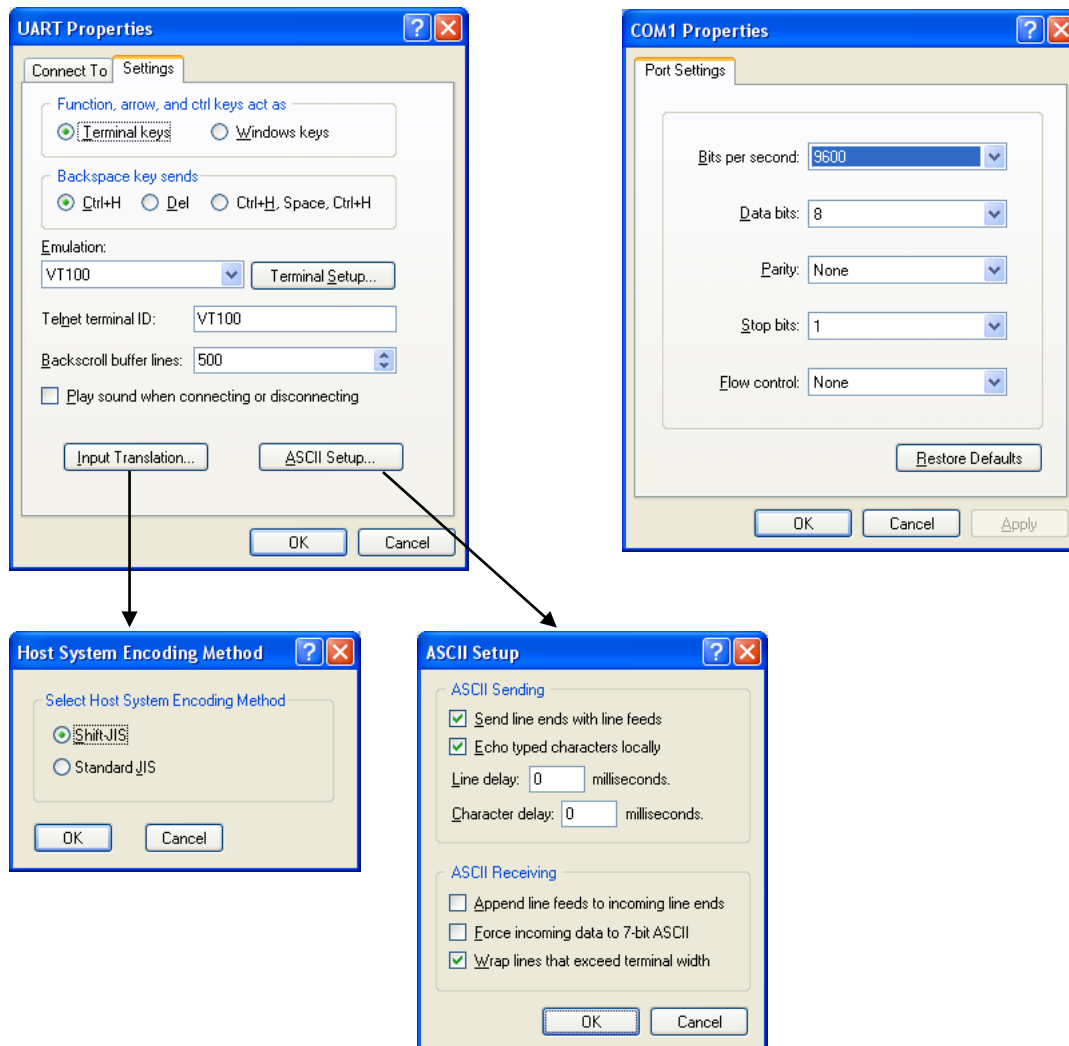 UART Properties
Connect To Settings
Function, arrow, and ctrl keys act as
Terminal keys Windows keys
Backspace key sends
Ctrl+H Del Ctrl+H, Space, Ctrl+H
Emulation:
VT100 Terminal Setup...
Telnet terminal ID: VT100
Backscroll buffer lines: 500
Play sound when connecting or disconnecting
Input Translation... ASCII Setup...
OK Cancel
COM1 Properties
Port Settings
Bits per second: 9600
Data bits: 8
Parity: None
Stop bits: 1
Flow control: None
Restore Defaults
OK Cancel Apply
Host System Encoding Method
Select Host System Encoding Method
Shift-JIS
Standard JIS
OK Cancel
ASCII Setup
ASCII Sending
Send line ends with line feeds
Echo typed characters locally
Line delay: 0 milliseconds.
Character delay: 0 milliseconds.
ASCII Receiving
Append line feeds to incoming line ends
Force incoming data to 7-bit ASCII
Wrap lines that exceed terminal width
OK Cancel